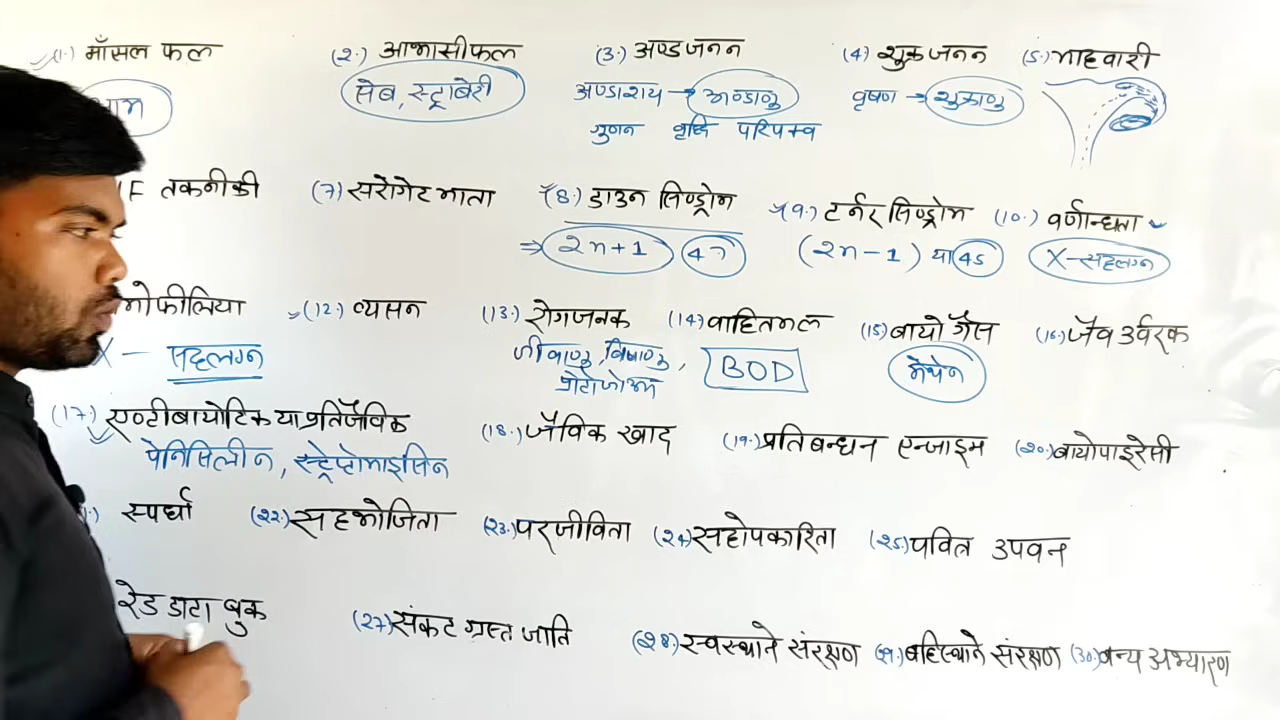 (1.) माँसल फल (2.) आभासीफल (3.) अण्डजनन (4.) शुक्रजनन (5.) माहवारी
सेब, स्ट्राबेरी अण्डाशय → अण्डाणु वृषण → शुक्राणु
गुणन वृद्धि परिपक्व
F तकनीकी (7) सरोगेट माता (8.) डाउन सिण्ड्रोम (9.) टर्नर सिण्ड्रोम (10.) वर्णान्धता
⇒ 2n+1 47 (2n-1) या 45 X-सहलग्न
मोफीलिया (12.) व्यसन (13.) रोगजनक (14) वाहितमल (15) बायो गैस (16.) जैव उर्वरक
X - सहलग्न जीवाणु, विषाणु, BOD मेथेन
प्रोटोजोआ
(17.) एण्टीबायोटिक या प्रतिजैविक (18.) जैविक खाद (19.) प्रतिबन्धन एन्जाइम (20.) बायोपाइरेसी
पेनिसिलीन, स्ट्रेप्टोमाइसिन
.) स्पर्धा (22.) सहभोजिता (23.) परजीविता (24) सहोपकारिता (25) पवित्र उपवन
रेड डाटा बुक (27) संकट ग्रस्त जाति (28.) स्वस्थाने संरक्षण (29.) बहिस्थाने संरक्षण (30) वन्य अभ्यारण